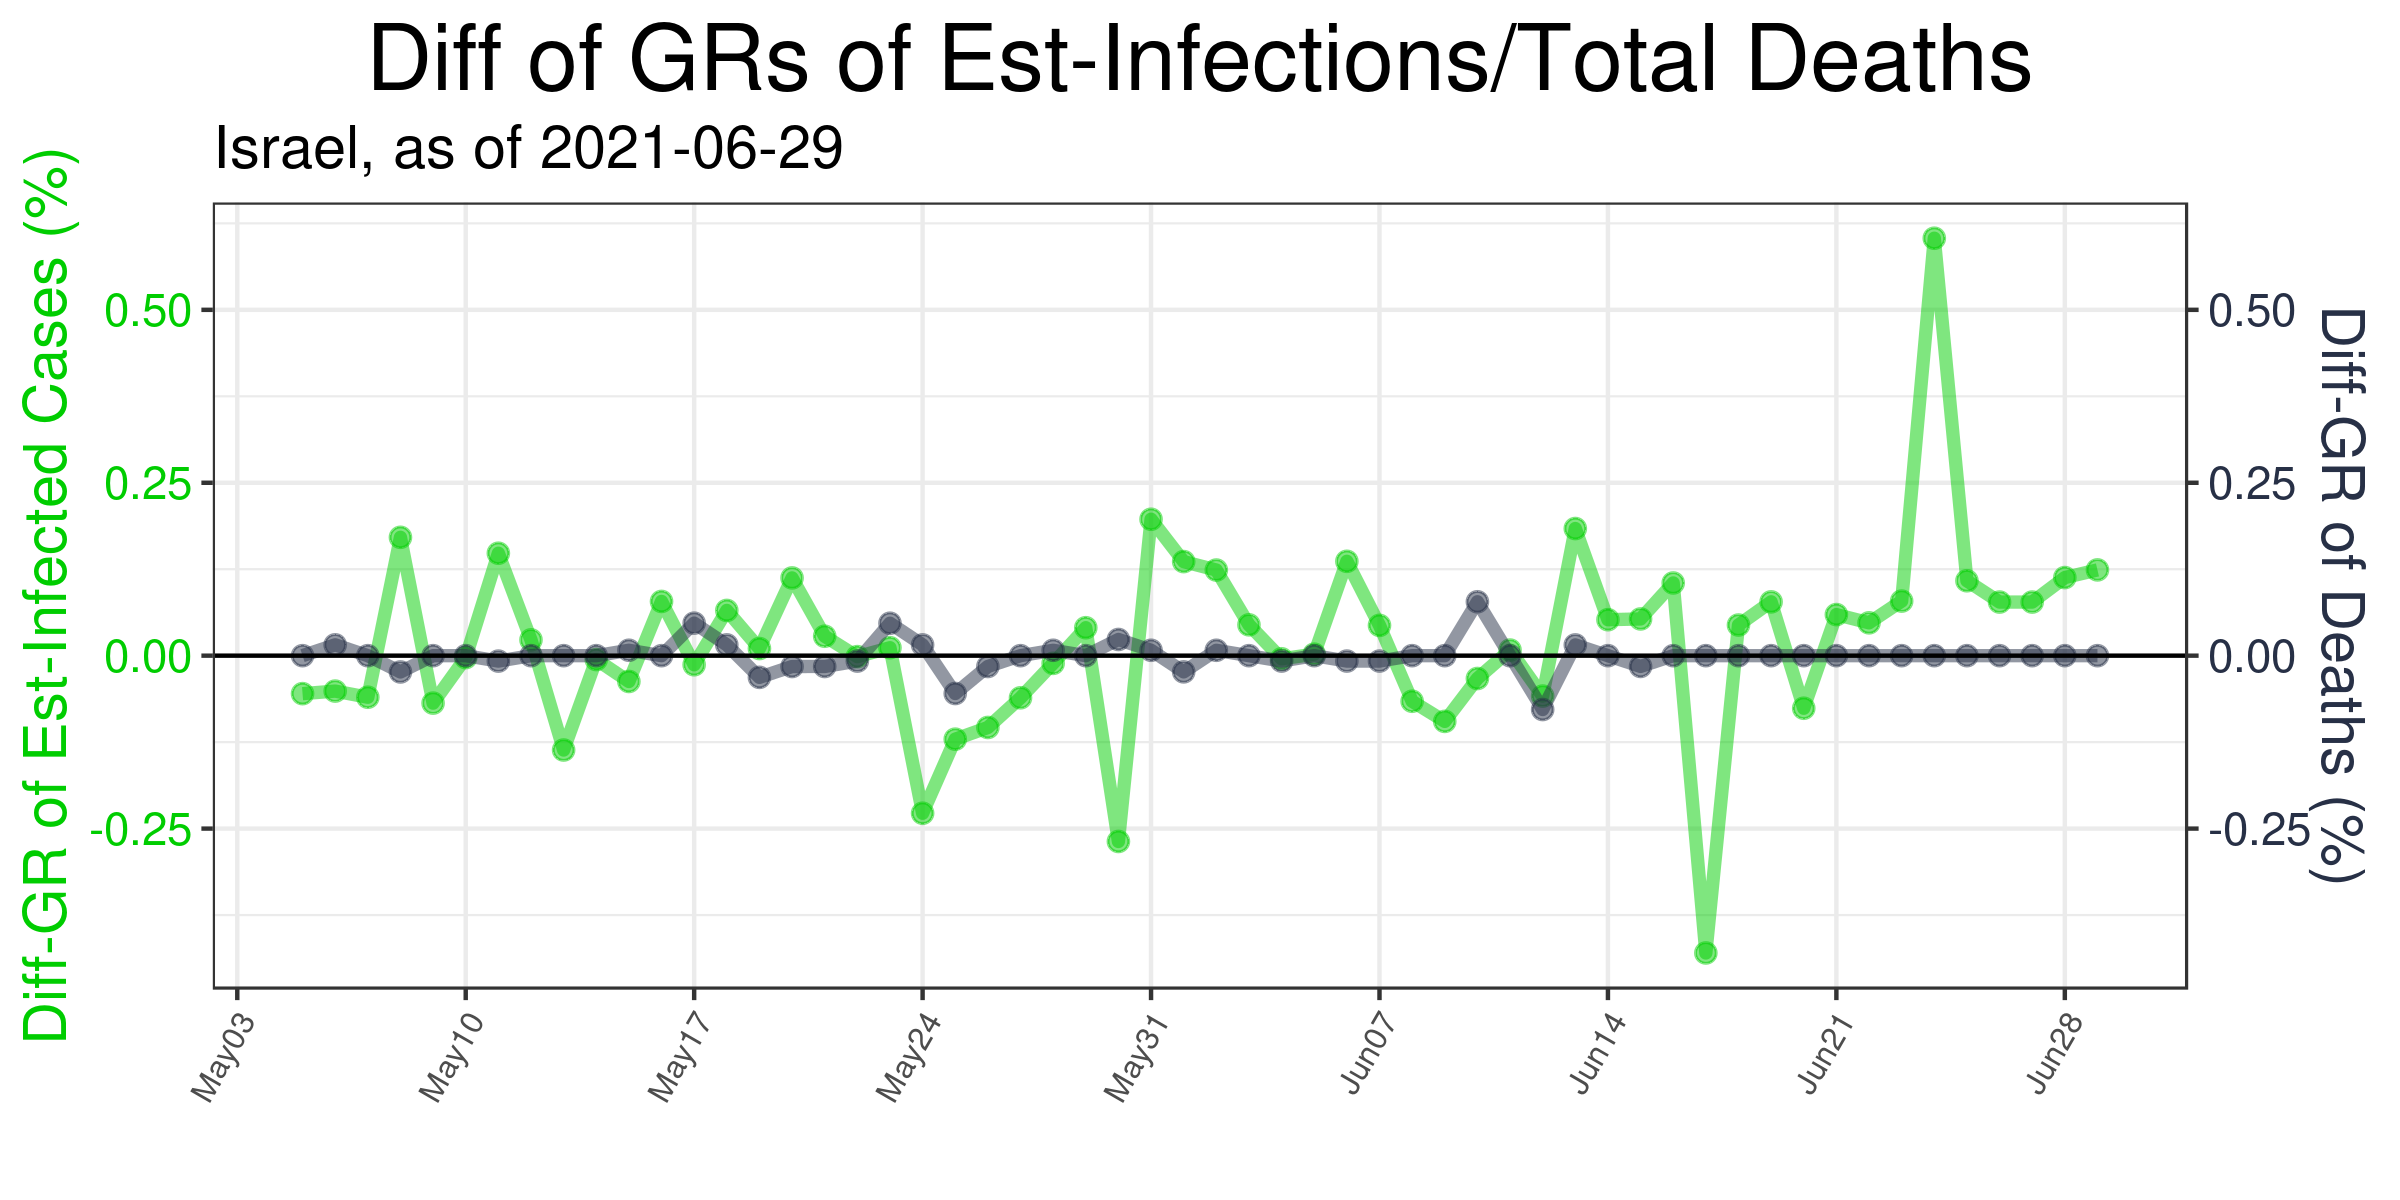 Diff of GRs of Est-Infections/Total Deaths
Israel, as of 2021-06-29
Diff-GR of Est-Infected Cases (%)
0.50
0.25
0.00
-0.25
0.50
0.25
0.00
-0.25
Diff-GR of Deaths (%)
May03
May10
May17
May24
May31
Jun07
Jun14
Jun21
Jun28